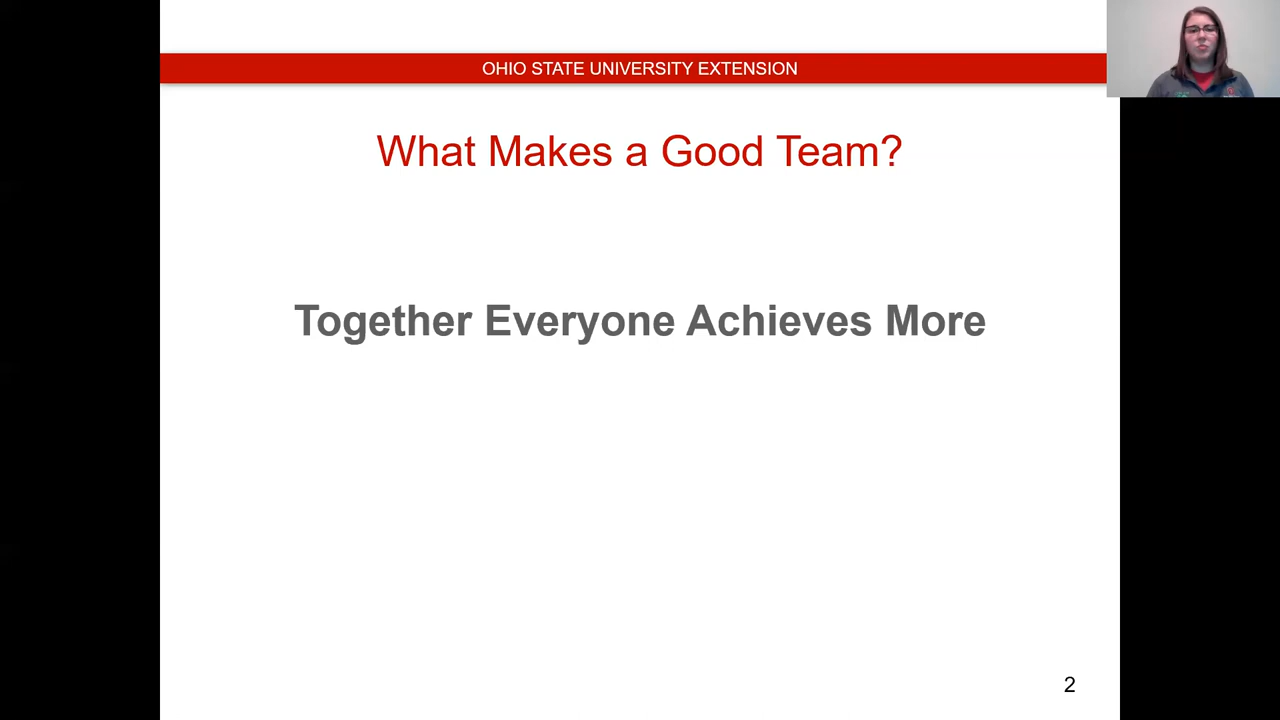 OHIO STATE UNIVERSITY EXTENSION
What Makes a Good Team?
Together Everyone Achieves More
2